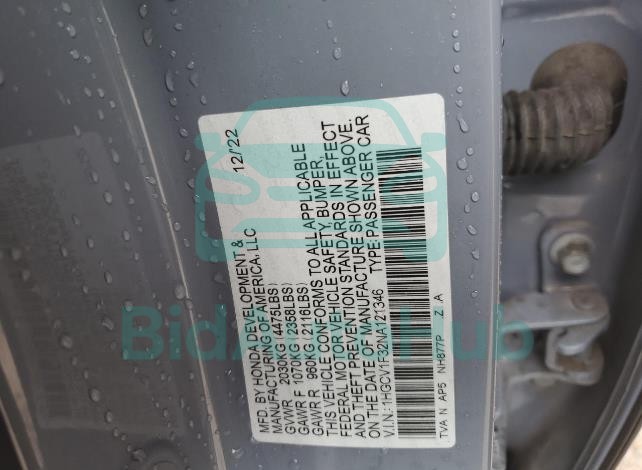 MFD. BY HONDA DEVELOPMENT &
MANUFACTURING OF AMERICA, LLC 12/22
GVWR 2030KG(4475LBS)
GAWR F 1070KG(2358LBS)
GAWR R 960KG(2116LBS)
THIS VEHICLE CONFORMS TO ALL APPLICABLE
FEDERAL MOTOR VEHICLE SAFETY, BUMPER,
AND THEFT PREVENTION STANDARDS IN EFFECT
ON THE DATE OF MANUFACTURE SHOWN ABOVE.
V.I.N.: 1HGCV1F32NA121346 TYPE:PASSENGER CAR
TVA N AP5 NH877P Z A